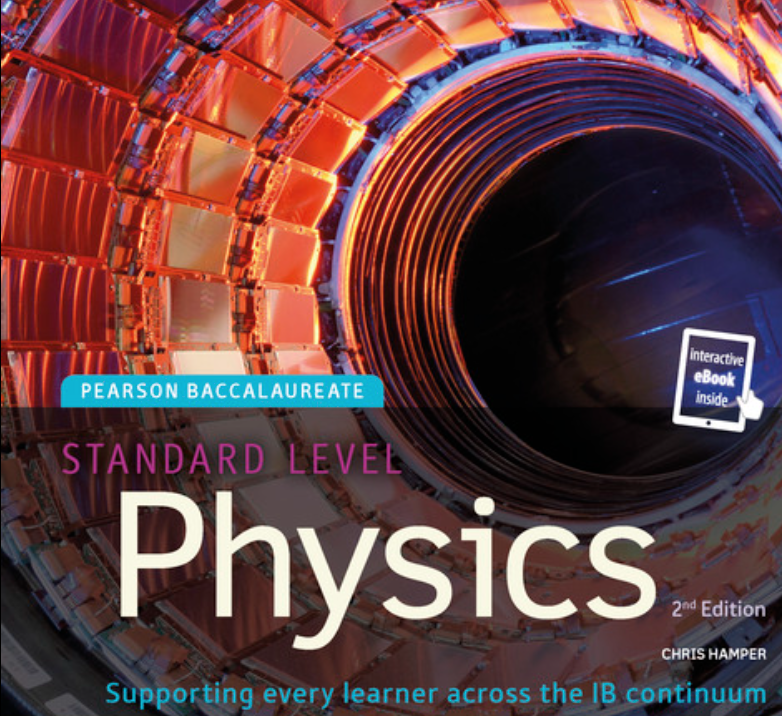 interactive
eBook
inside
PEARSON BACCALAUREATE
STANDARD LEVEL
Physics
2nd Edition
CHRIS HAMPER
Supporting every learner across the IB continuum